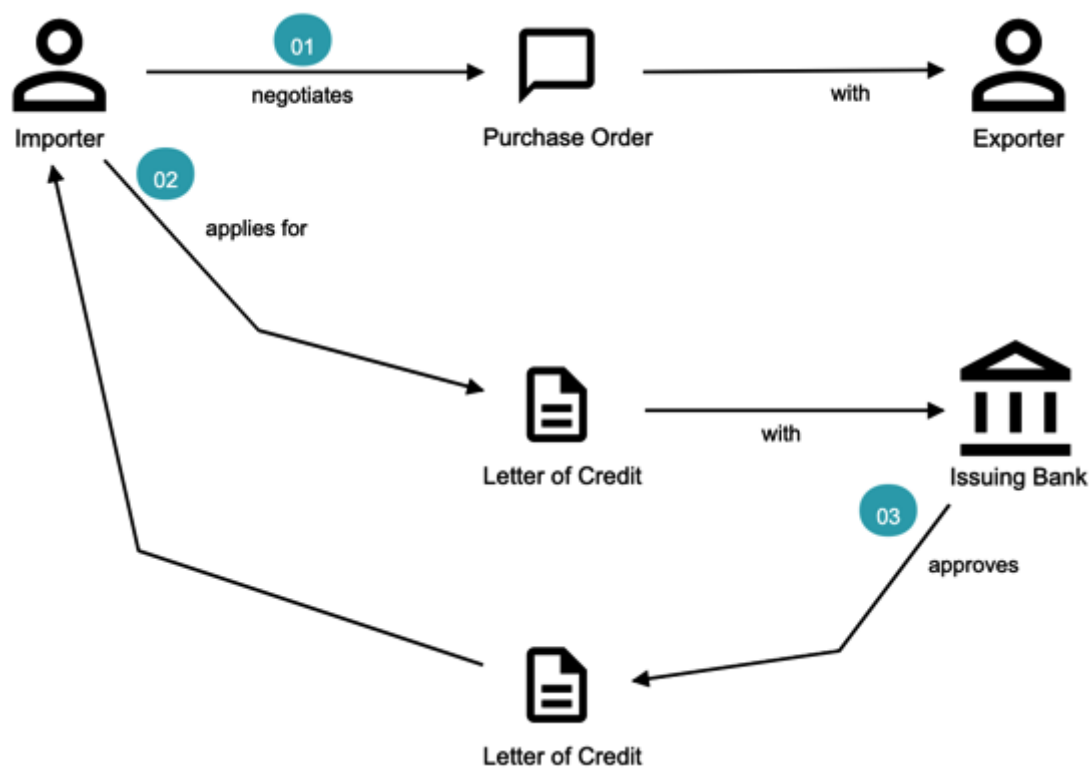 01
negotiates
with
Importer
Purchase Order
Exporter
02
applies for
with
Letter of Credit
Issuing Bank
03
approves
Letter of Credit